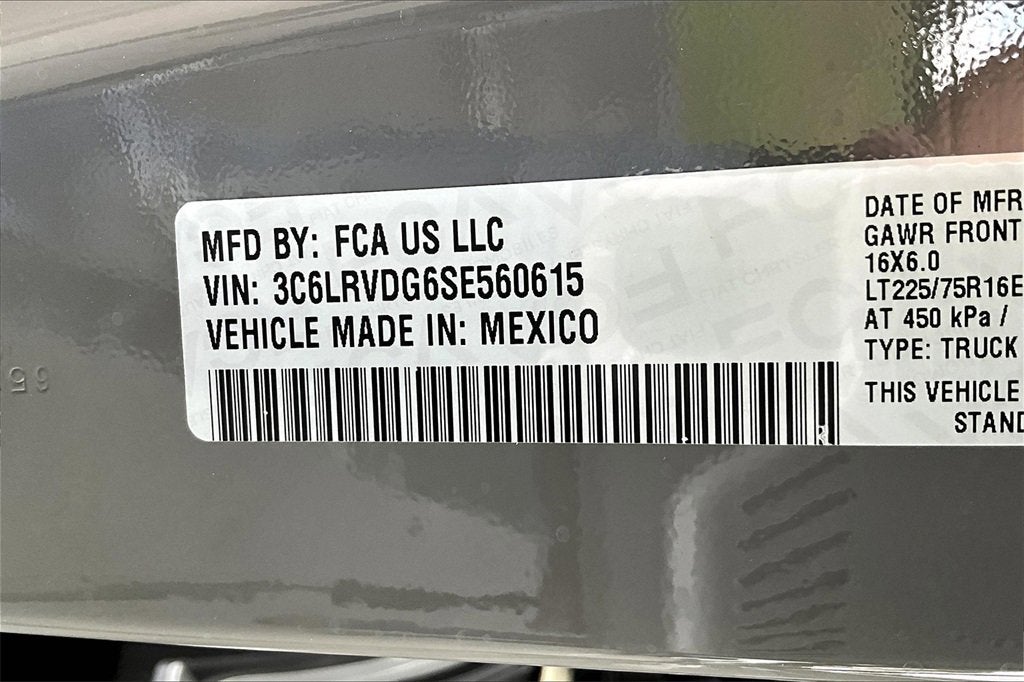 MFD BY: FCA US LLC
VIN: 3C6LRVDG6SE560615
VEHICLE MADE IN: MEXICO
DATE OF MFR
GAWR FRONT
16X6.0
LT225/75R16E
AT 450 kPa /
TYPE: TRUCK
THIS VEHICLE
STAND
65